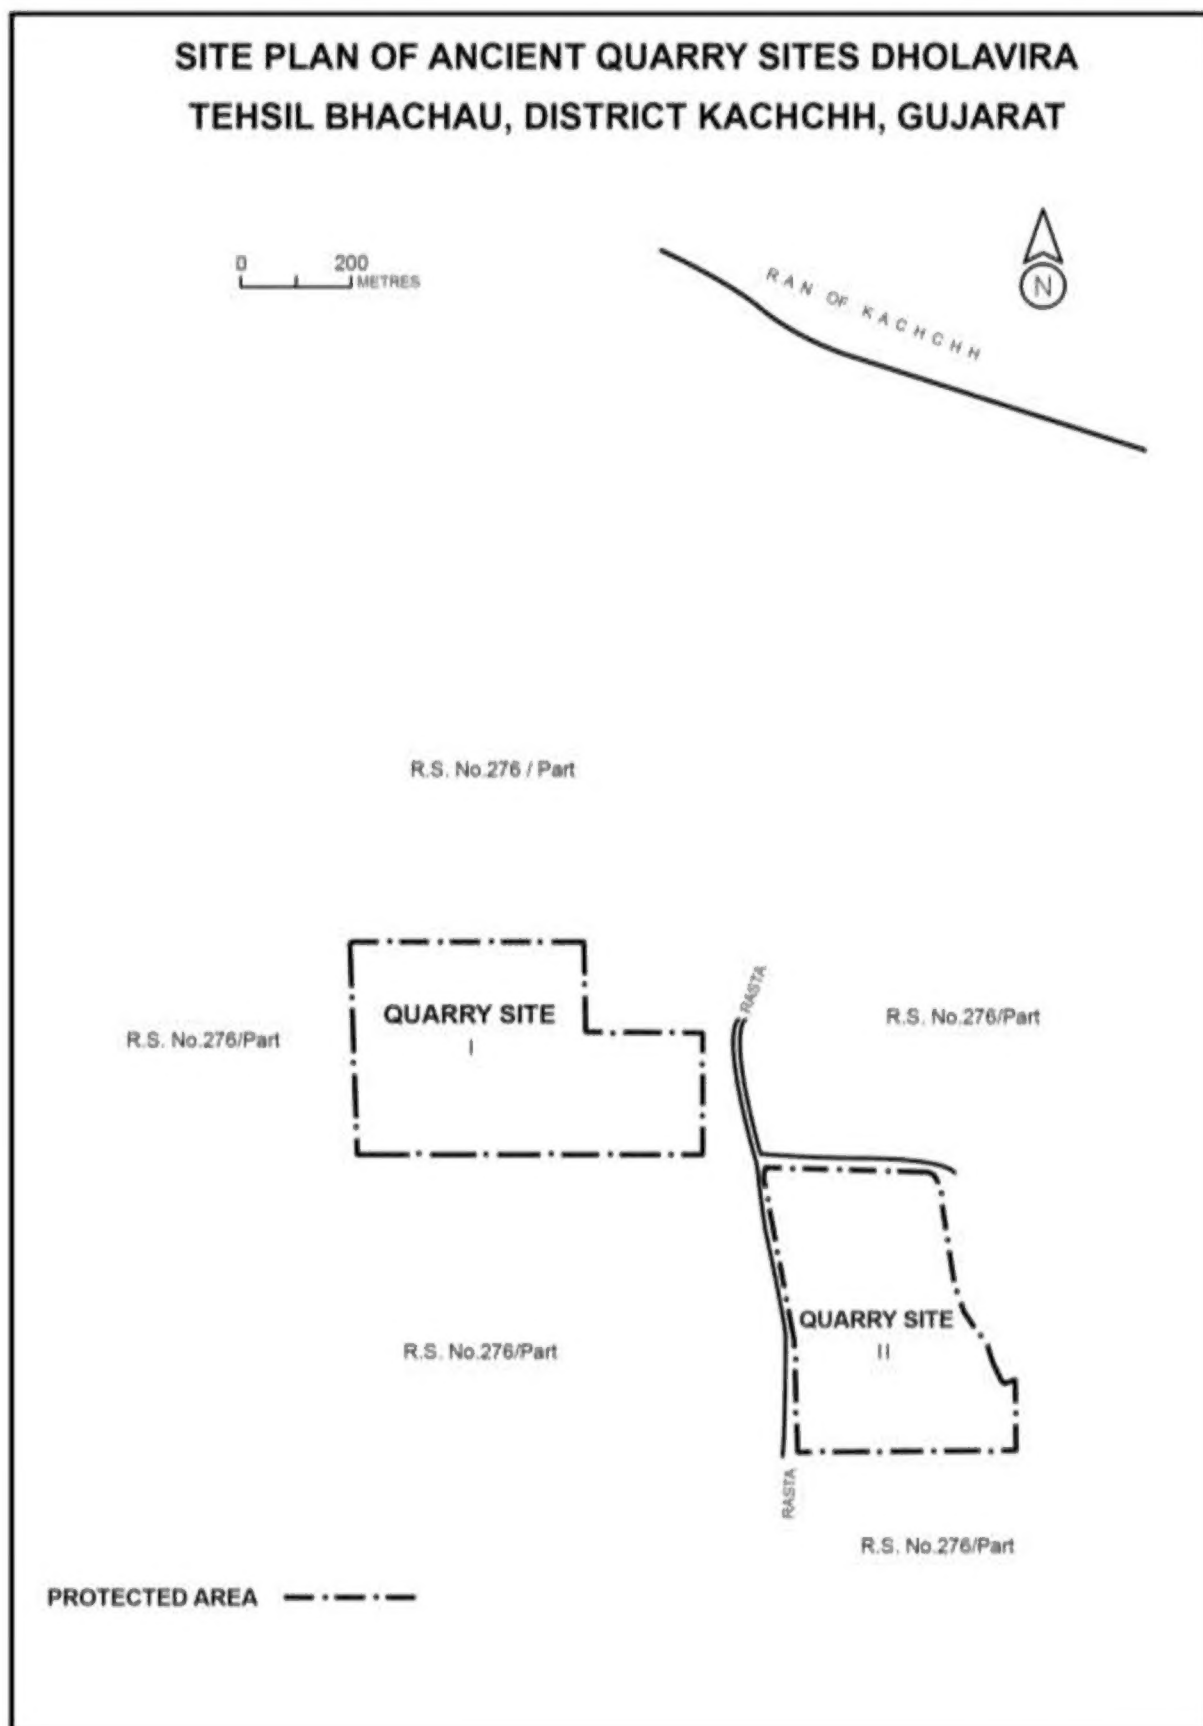 SITE PLAN OF ANCIENT QUARRY SITES DHOLAVIRA
TEHSIL BHACHAU, DISTRICT KACHCHH, GUJARAT
0 200
METRES
RAN OF KACHCHH
N
R.S. No.276 / Part
QUARRY SITE
I
R.S. No.276/Part
RASTA
R.S. No.276/Part
QUARRY SITE
II
R.S. No.276/Part
RASTA
R.S. No.276/Part
PROTECTED AREA